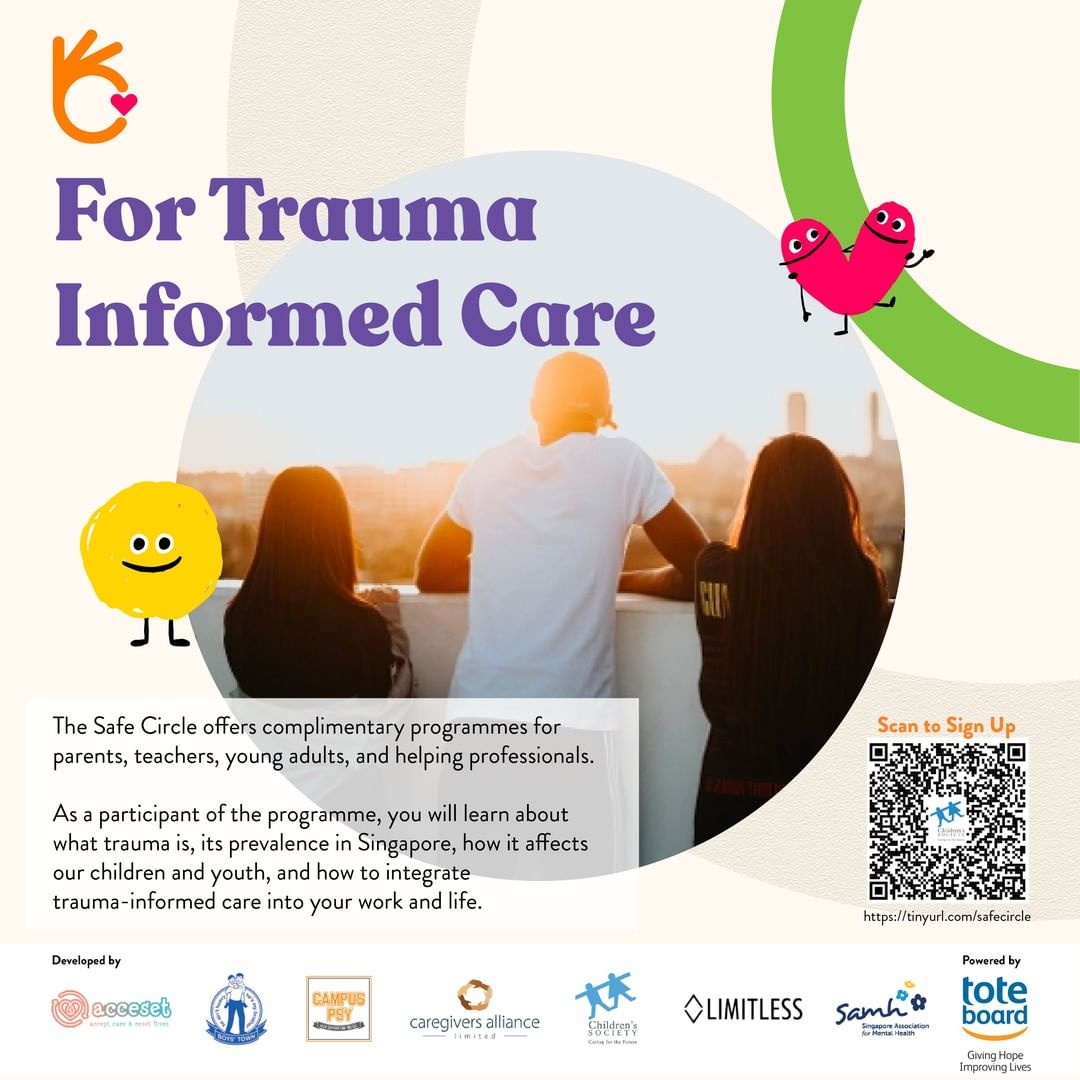 For Trauma
Informed Care
The Safe Circle offers complimentary programmes for
parents, teachers, young adults, and helping professionals.
As a participant of the programme, you will learn about
what trauma is, its prevalence in Singapore, how it affects
our children and youth, and how to integrate
trauma-informed care into your work and life.
Scan to Sign Up
Children's
SOCIETY
https://tinyurl.com/safecircle
Developed by
Powered by
acceset
accept care & reset lives
BOYS' TOWN
CAMPUS
PSY
caregivers alliance
limited
Children's
SOCIETY
Caring for the Future
LIMITLESS
Samh
Singapore Association
for Mental Health
tote
board
Giving Hope
Improving Lives